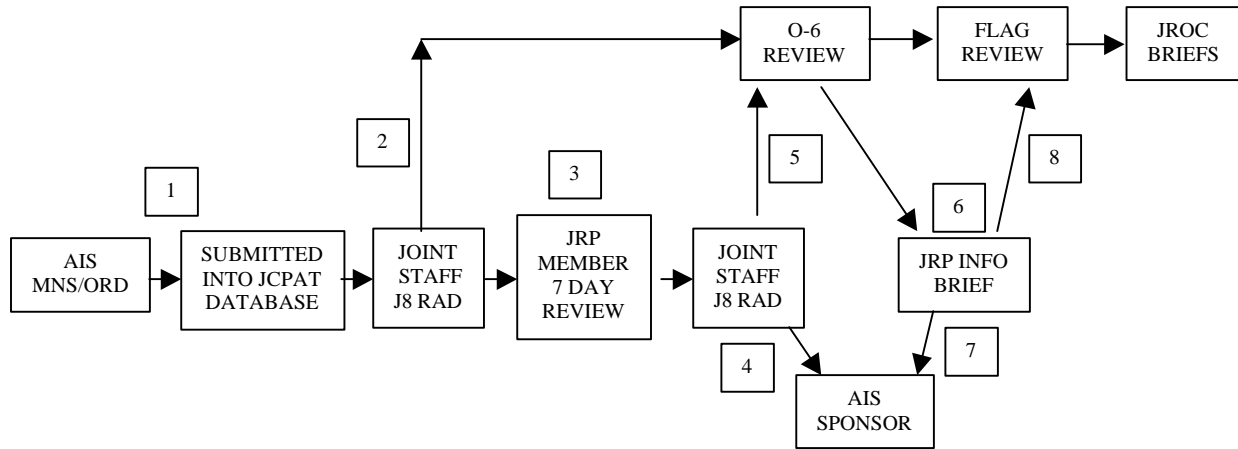 O-6
REVIEW
FLAG
REVIEW
JROC
BRIEFS
2
5
8
1
3
6
AIS
MNS/ORD
SUBMITTED
INTO JCPAT
DATABASE
JOINT
STAFF
J8 RAD
JRP
MEMBER
7 DAY
REVIEW
JOINT
STAFF
J8 RAD
JRP INFO
BRIEF
4
7
AIS
SPONSOR